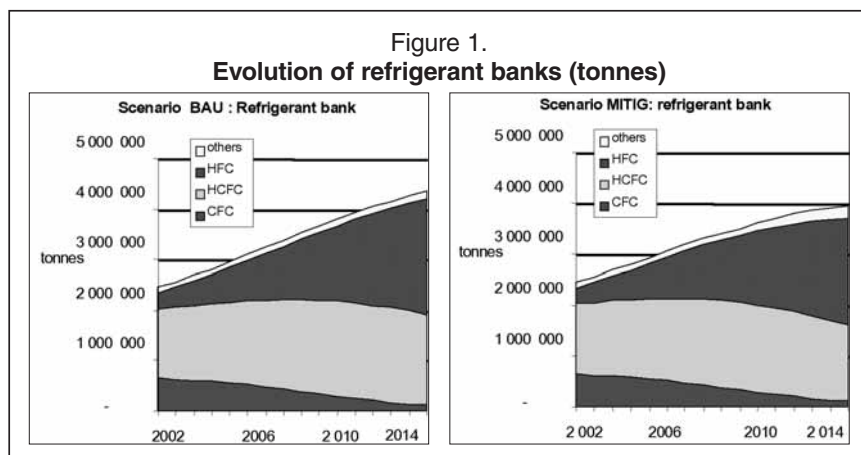 Figure 1.
Evolution of refrigerant banks (tonnes)
Scenario BAU : Refrigerant bank
5 000 000
4 000 000
3 000 000
tonnes
2 000 000
1 000 000
-
others
HFC
HCFC
CFC
2002 2006 2 010 2014
Scenario MITIG: refrigerant bank
5 000 000
4 000 000
3 000 000
tonnes
2 000 000
1 000 000
-
others
HFC
HCFC
CFC
2 002 2006 2010 2 014